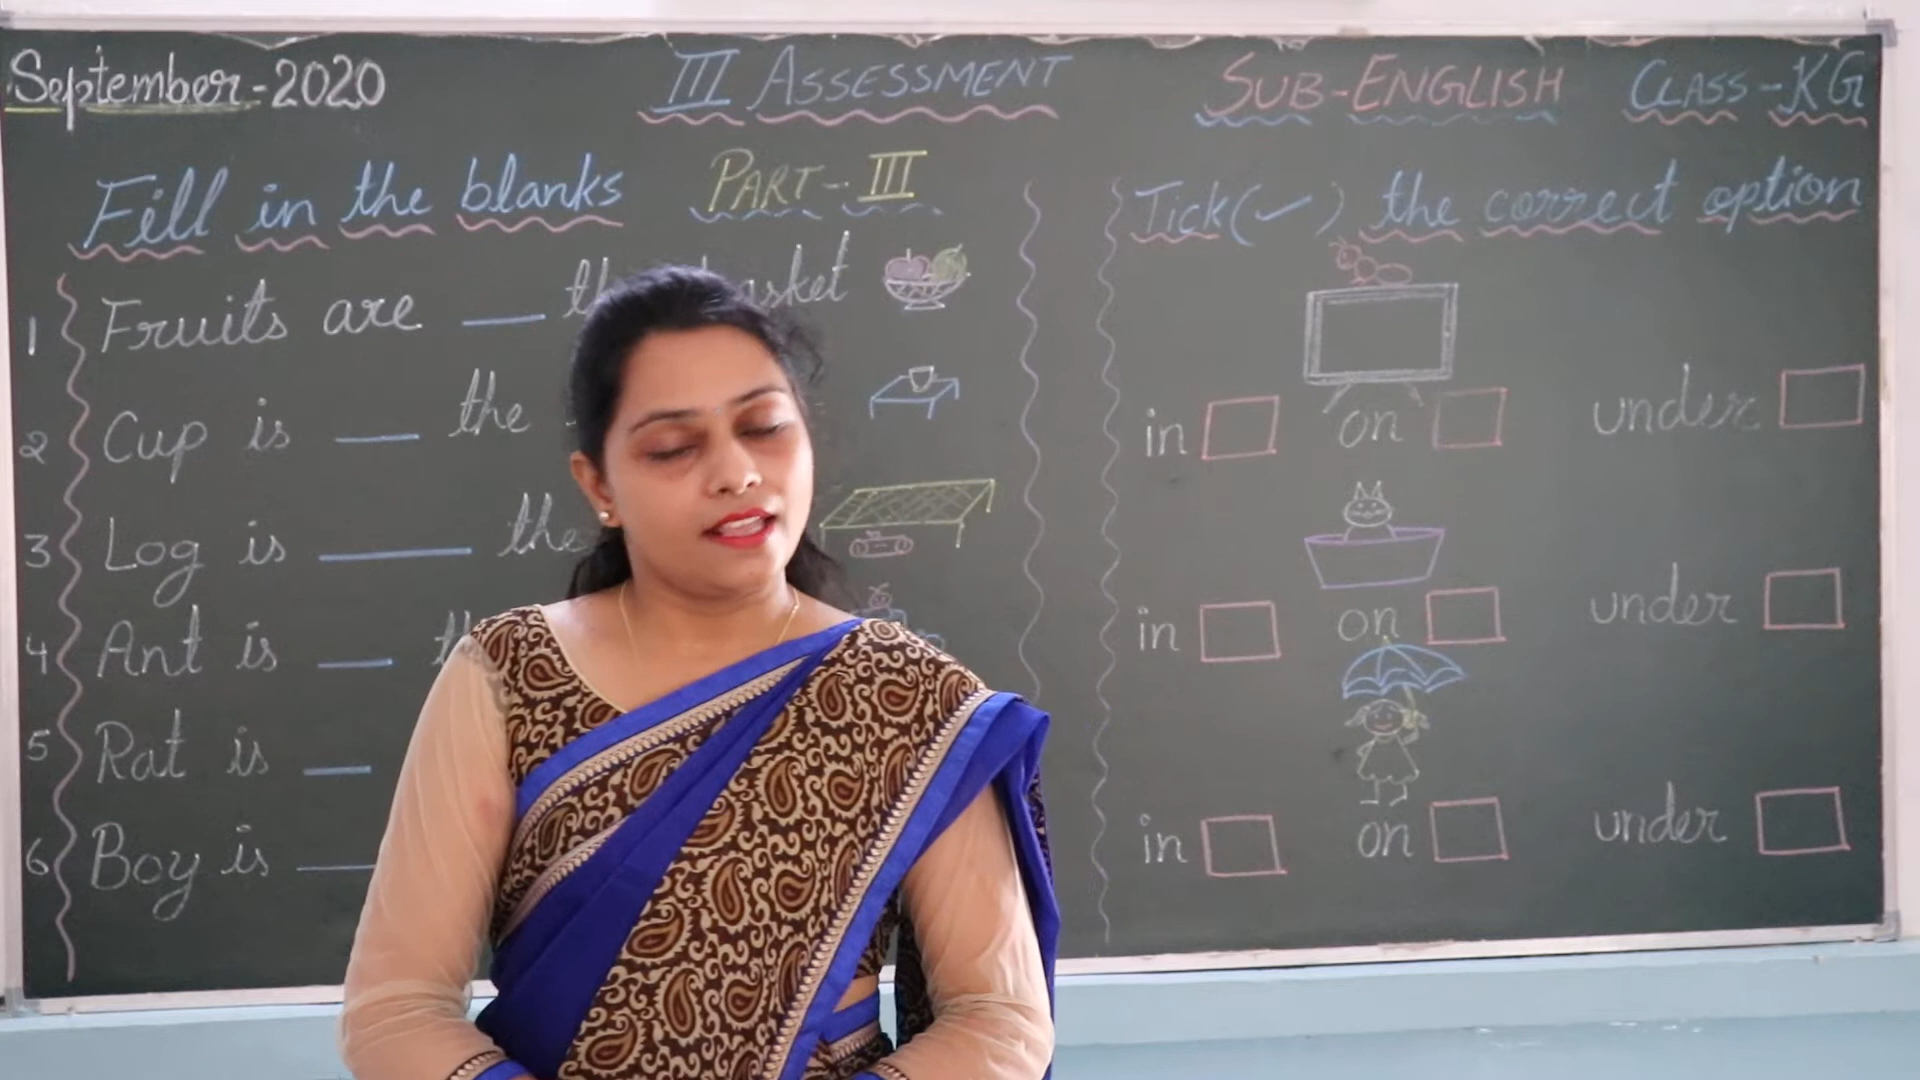 September-2020 III ASSESSMENT SUB-ENGLISH CLASS-KG
Fill in the blanks PART-III
1 Fruits are ___ the basket
2 Cup is ___ the
3 Log is ___ the
4 Ant is ___
5 Rat is ___
6 Boy is ___
Tick(✓) the correct option
in on under
in on under
in on under